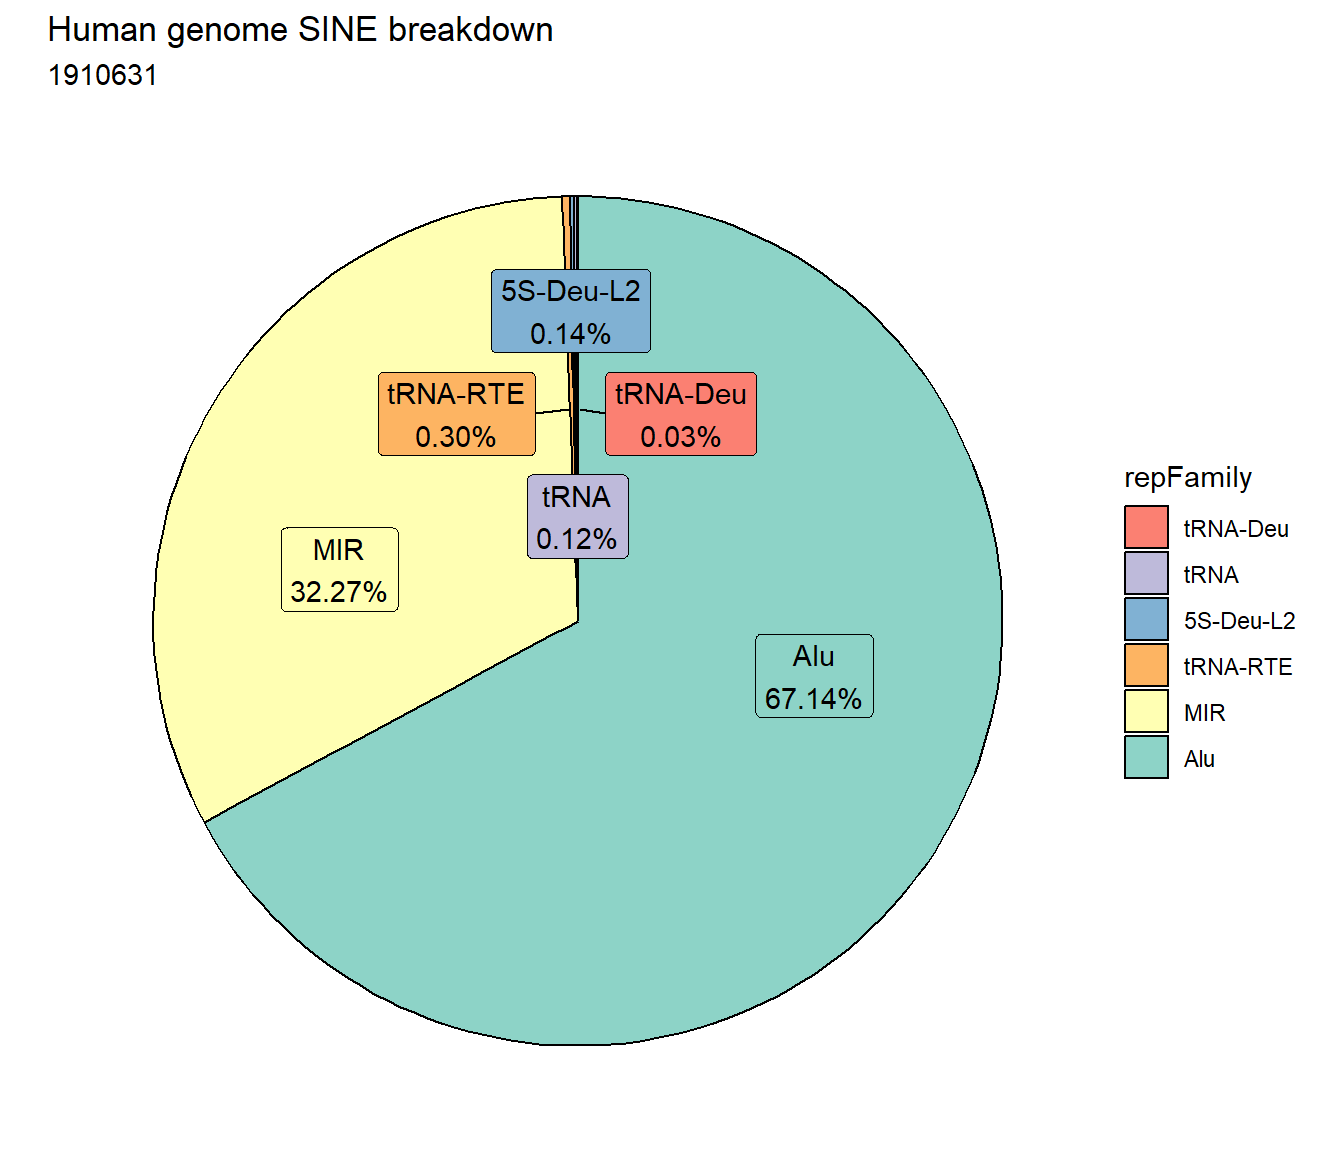 Human genome SINE breakdown
1910631
5S-Deu-L2
0.14%
tRNA-RTE
0.30%
tRNA-Deu
0.03%
tRNA
0.12%
MIR
32.27%
Alu
67.14%
repFamily
tRNA-Deu
tRNA
5S-Deu-L2
tRNA-RTE
MIR
Alu